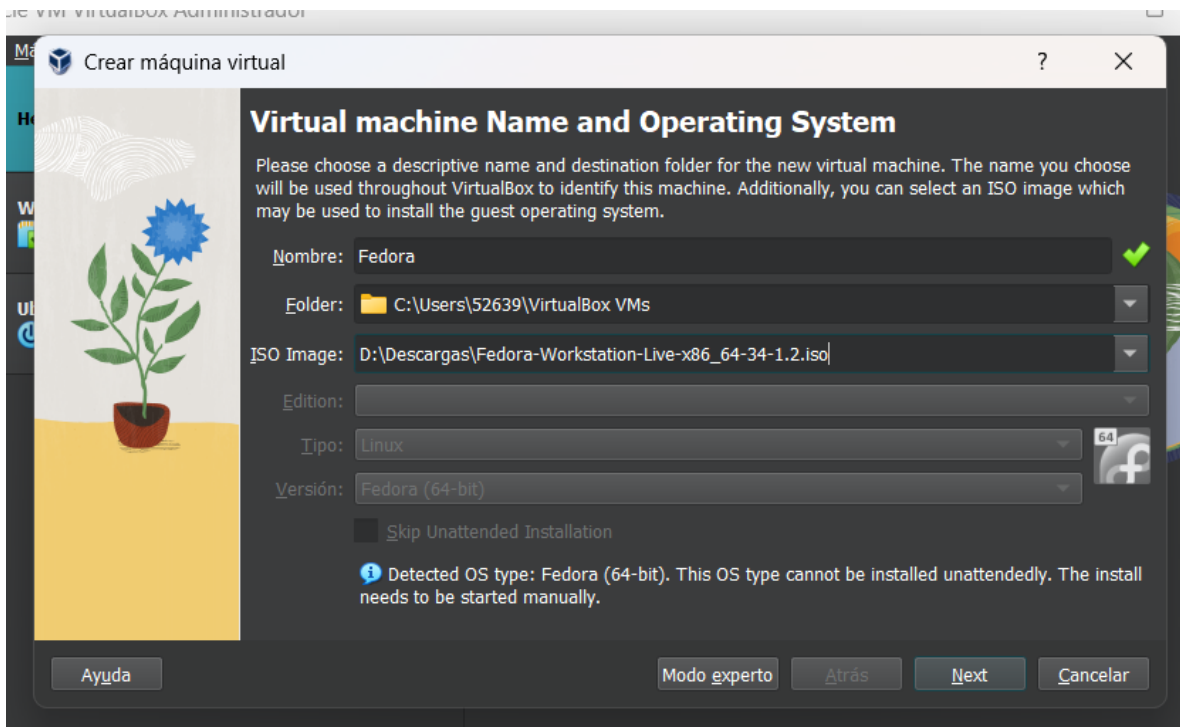 cle VM VirtualBox Administrador
Crear máquina virtual
?
Virtual machine Name and Operating System
Please choose a descriptive name and destination folder for the new virtual machine. The name you choose
will be used throughout VirtualBox to identify this machine. Additionally, you can select an ISO image which
may be used to install the guest operating system.
Nombre: Fedora
Folder: C:\Users\52639\VirtualBox VMs
ISO Image: D:\Descargas\Fedora-Workstation-Live-x86_64-34-1.2.iso
Edition:
Tipo: Linux
64
Versión: Fedora (64-bit)
Skip Unattended Installation
Detected OS type: Fedora (64-bit). This OS type cannot be installed unattendedly. The install
needs to be started manually.
Ayuda Modo experto Atrás Next Cancelar